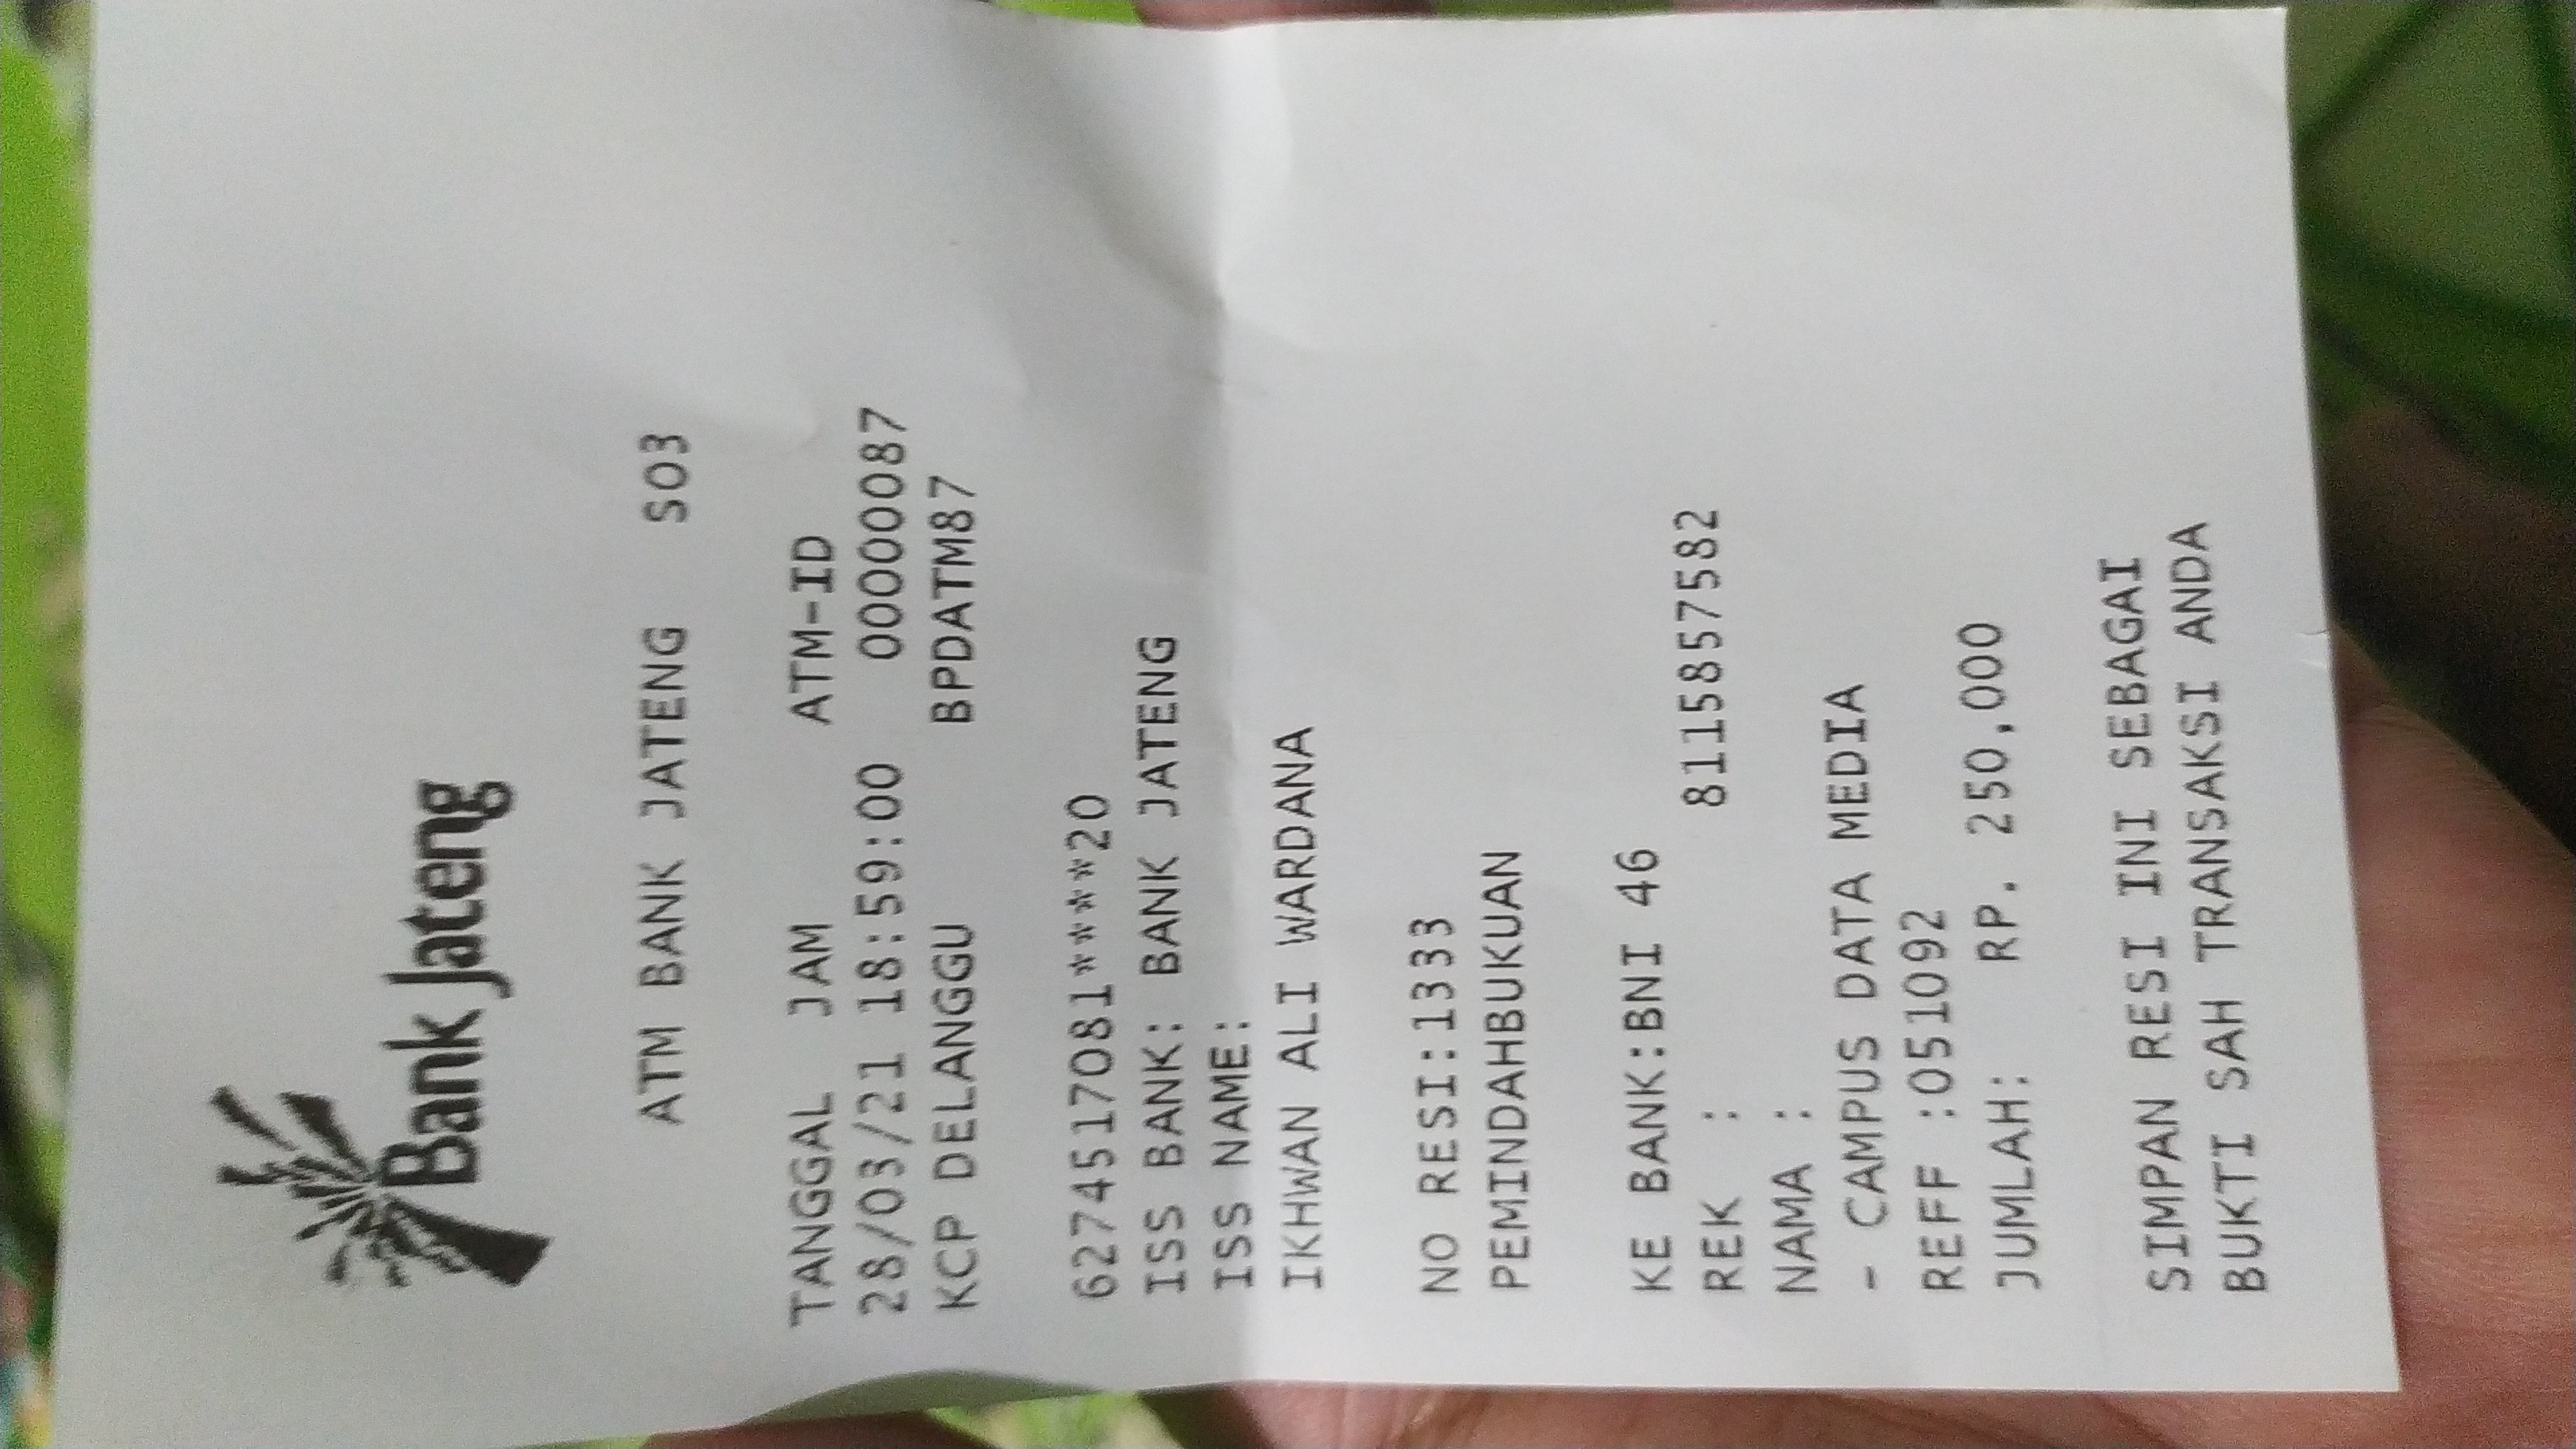 Bank Jateng
ATM BANK JATENG SO3
TANGGAL JAM ATM-ID
28/03/21 18:59:00 00000087
KCP DELANGGU BPDATM87
6274517081****20
ISS BANK: BANK JATENG
ISS NAME:
IKHWAN ALI WARDANA
NO RESI:1333
PEMINDAHBUKUAN
KE BANK:BNI 46
REK : 8115857582
NAMA :
- CAMPUS DATA MEDIA
REFF :051092
JUMLAH: RP. 250,000
SIMPAN RESI INI SEBAGAI
BUKTI SAH TRANSAKSI ANDA